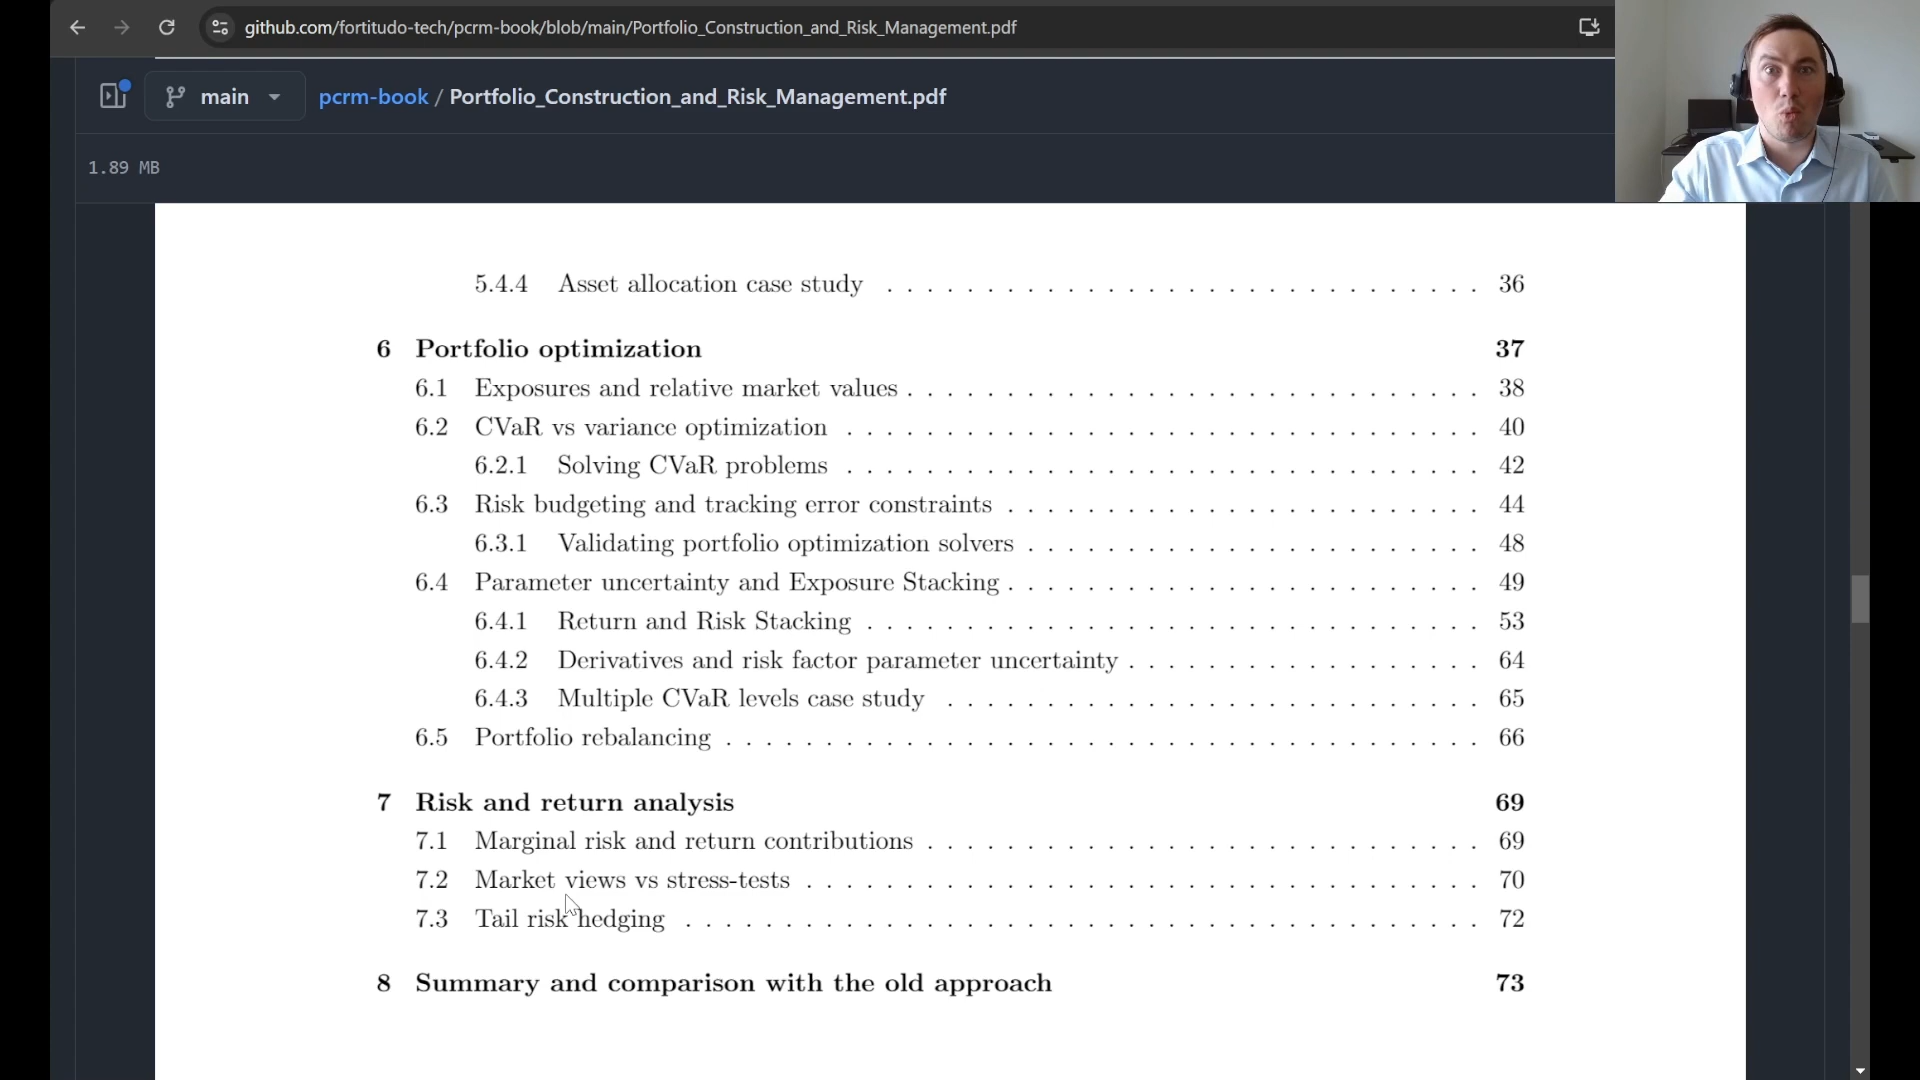 github.com/fortitudo-tech/pcrm-book/blob/main/Portfolio_Construction_and_Risk_Management.pdf
main pcrm-book / Portfolio_Construction_and_Risk_Management.pdf
1.89 MB
5.4.4 Asset allocation case study . . . . . . . . . . . . . . . . . . . . . . . . . . . . . . 36
6 Portfolio optimization 37
6.1 Exposures and relative market values . . . . . . . . . . . . . . . . . . . . . . . . . . . . . 38
6.2 CVaR vs variance optimization . . . . . . . . . . . . . . . . . . . . . . . . . . . . . . . . 40
6.2.1 Solving CVaR problems . . . . . . . . . . . . . . . . . . . . . . . . . . . . . . . . 42
6.3 Risk budgeting and tracking error constraints . . . . . . . . . . . . . . . . . . . . . . . . 44
6.3.1 Validating portfolio optimization solvers . . . . . . . . . . . . . . . . . . . . . . . 48
6.4 Parameter uncertainty and Exposure Stacking . . . . . . . . . . . . . . . . . . . . . . . . 49
6.4.1 Return and Risk Stacking . . . . . . . . . . . . . . . . . . . . . . . . . . . . . . . 53
6.4.2 Derivatives and risk factor parameter uncertainty . . . . . . . . . . . . . . . . . . 64
6.4.3 Multiple CVaR levels case study . . . . . . . . . . . . . . . . . . . . . . . . . . . 65
6.5 Portfolio rebalancing . . . . . . . . . . . . . . . . . . . . . . . . . . . . . . . . . . . . . . 66
7 Risk and return analysis 69
7.1 Marginal risk and return contributions . . . . . . . . . . . . . . . . . . . . . . . . . . . . 69
7.2 Market views vs stress-tests . . . . . . . . . . . . . . . . . . . . . . . . . . . . . . . . . . 70
7.3 Tail risk hedging . . . . . . . . . . . . . . . . . . . . . . . . . . . . . . . . . . . . . . . . 72
8 Summary and comparison with the old approach 73